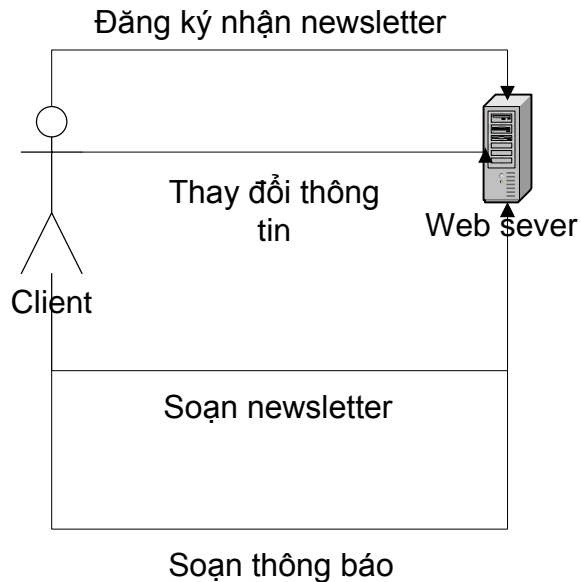 Đăng ký nhận newsletter
Thay đổi thông
tin
Web sever
Client
Soạn newsletter
Soạn thông báo